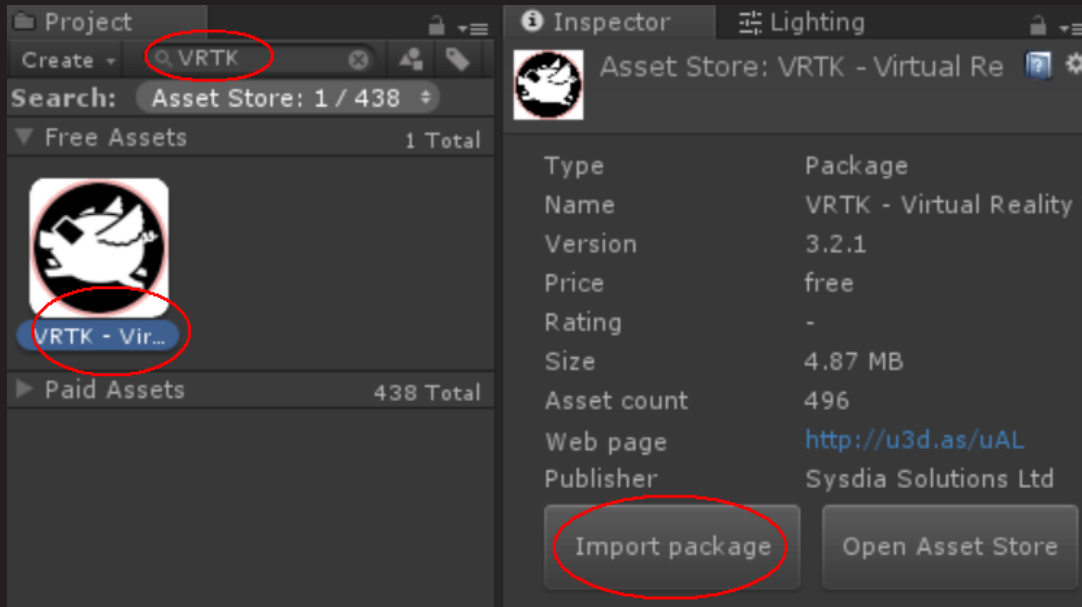 Project
Create VRTK
Search: Asset Store: 1 / 438
Free Assets 1 Total
VRTK - Vir...
Paid Assets 438 Total
Inspector Lighting
Asset Store: VRTK - Virtual Re
Type Package
Name VRTK - Virtual Reality
Version 3.2.1
Price free
Rating -
Size 4.87 MB
Asset count 496
Web page http://u3d.as/uAL
Publisher Sysdia Solutions Ltd
Import package Open Asset Store